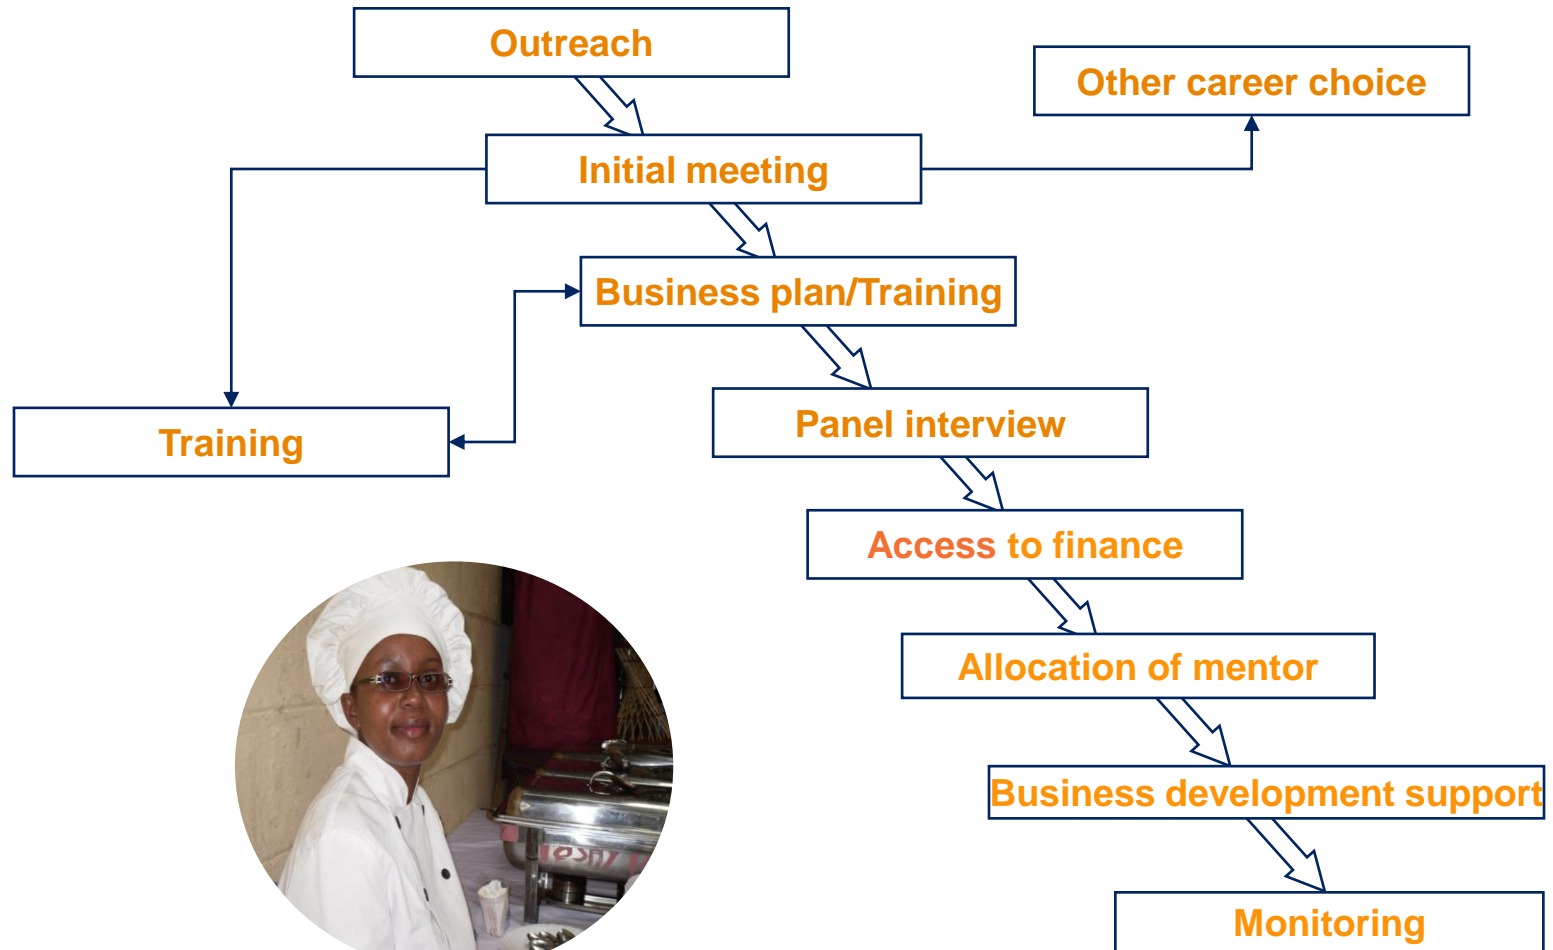 Outreach
Other career choice
Initial meeting
Business plan/Training
Panel interview
Training
Access to finance
Allocation of mentor
Business development support
Monitoring